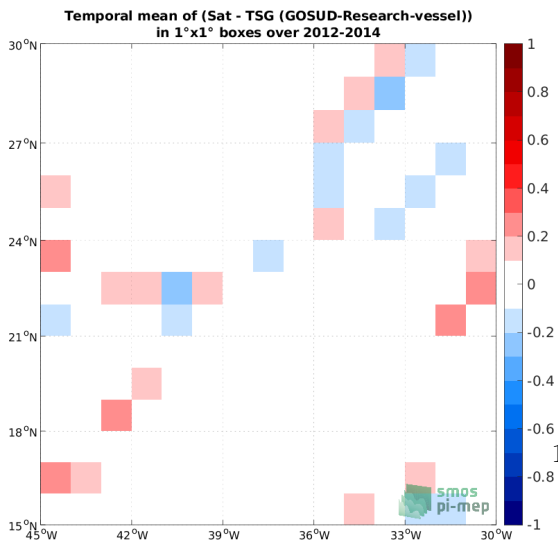 Temporal mean of (Sat - TSG (GOSUD-Research-vessel))
in 1°x1° boxes over 2012-2014
30°N
27°N
24°N
21°N
18°N
15°N
45°W
42°W
39°W
36°W
33°W
30°W
1
0.8
0.6
0.4
0.2
0
-0.2
-0.4
-0.6
-0.8
-1
smos
pi-mep